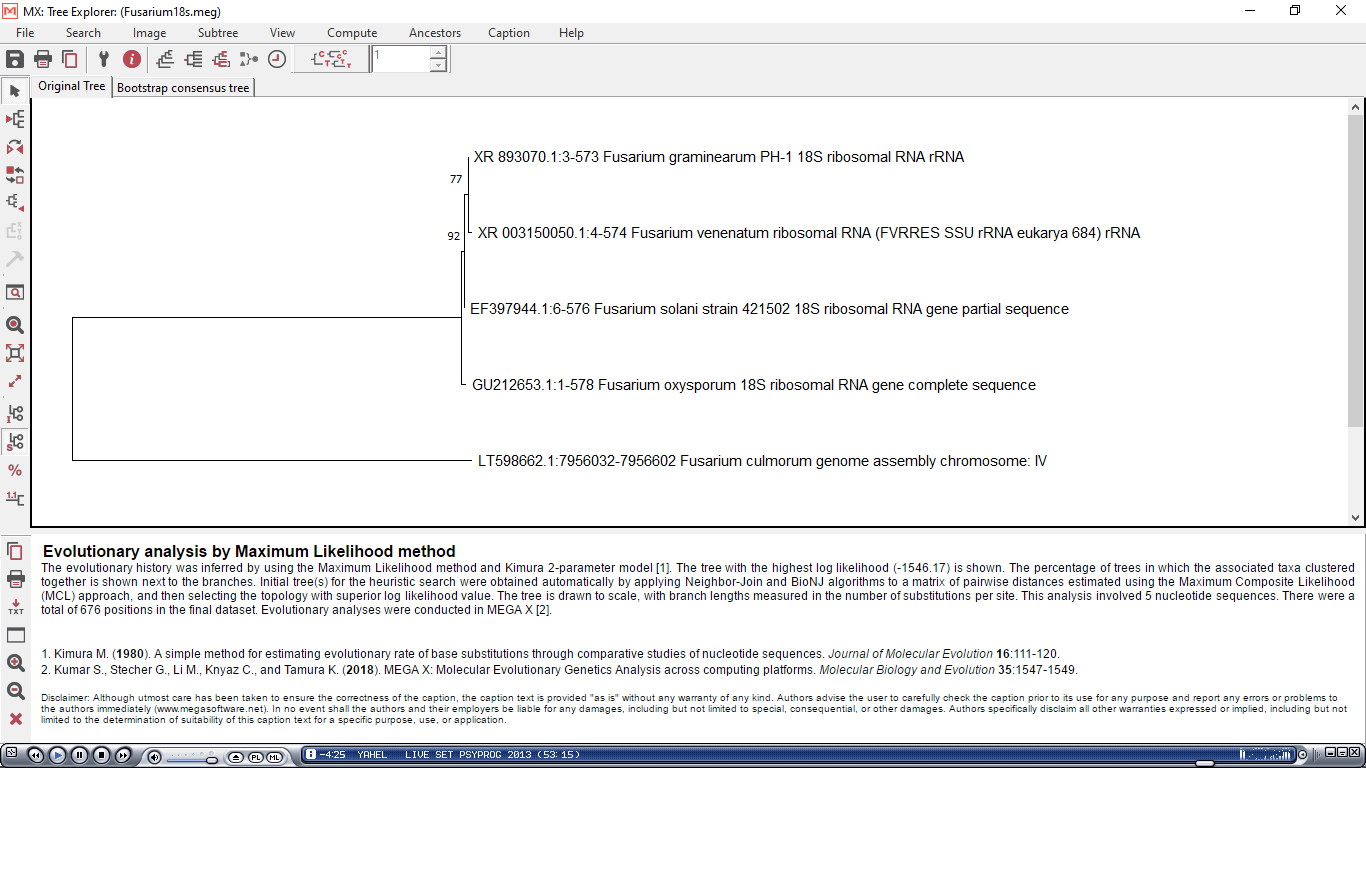 MX: Tree Explorer: (Fusarium18s.meg)
File Search Image Subtree View Compute Ancestors Caption Help
1
Original Tree Bootstrap consensus tree
XR 893070.1:3-573 Fusarium graminearum PH-1 18S ribosomal RNA rRNA
77
XR 003150050.1:4-574 Fusarium venenatum ribosomal RNA (FVRRES SSU rRNA eukarya 684) rRNA
92
EF397944.1:6-576 Fusarium solani strain 421502 18S ribosomal RNA gene partial sequence
GU212653.1:1-578 Fusarium oxysporum 18S ribosomal RNA gene complete sequence
LT598662.1:7956032-7956602 Fusarium culmorum genome assembly chromosome: IV
Evolutionary analysis by Maximum Likelihood method
The evolutionary history was inferred by using the Maximum Likelihood method and Kimura 2-parameter model [1]. The tree with the highest log likelihood (-1546.17) is shown. The percentage of trees in which the associated taxa clustered
together is shown next to the branches. Initial tree(s) for the heuristic search were obtained automatically by applying Neighbor-Join and BioNJ algorithms to a matrix of pairwise distances estimated using the Maximum Composite Likelihood
(MCL) approach, and then selecting the topology with superior log likelihood value. The tree is drawn to scale, with branch lengths measured in the number of substitutions per site. This analysis involved 5 nucleotide sequences. There were a
total of 676 positions in the final dataset. Evolutionary analyses were conducted in MEGA X [2].
1. Kimura M. (1980). A simple method for estimating evolutionary rate of base substitutions through comparative studies of nucleotide sequences. Journal of Molecular Evolution 16:111-120.
2. Kumar S., Stecher G., Li M., Knyaz C., and Tamura K. (2018). MEGA X: Molecular Evolutionary Genetics Analysis across computing platforms. Molecular Biology and Evolution 35:1547-1549.
Disclaimer: Although utmost care has been taken to ensure the correctness of the caption, the caption text is provided "as is" without any warranty of any kind. Authors advise the user to carefully check the caption prior to its use for any purpose and report any errors or problems to
the authors immediately (www.megasoftware.net). In no event shall the authors and their employers be liable for any damages, including but not limited to special, consequential, or other damages. Authors specifically disclaim all other warranties expressed or implied, including but not
limited to the determination of suitability of this caption text for a specific purpose, use, or application.
PL ML -4:25 YAHEL LIVE SET PSYPROG 2013 (53:15)